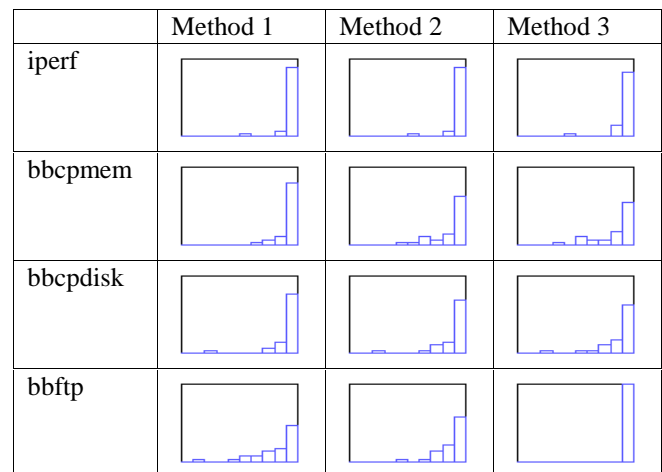 Method 1 Method 2 Method 3
iperf
bbcpmem
bbcpdisk
bbftp